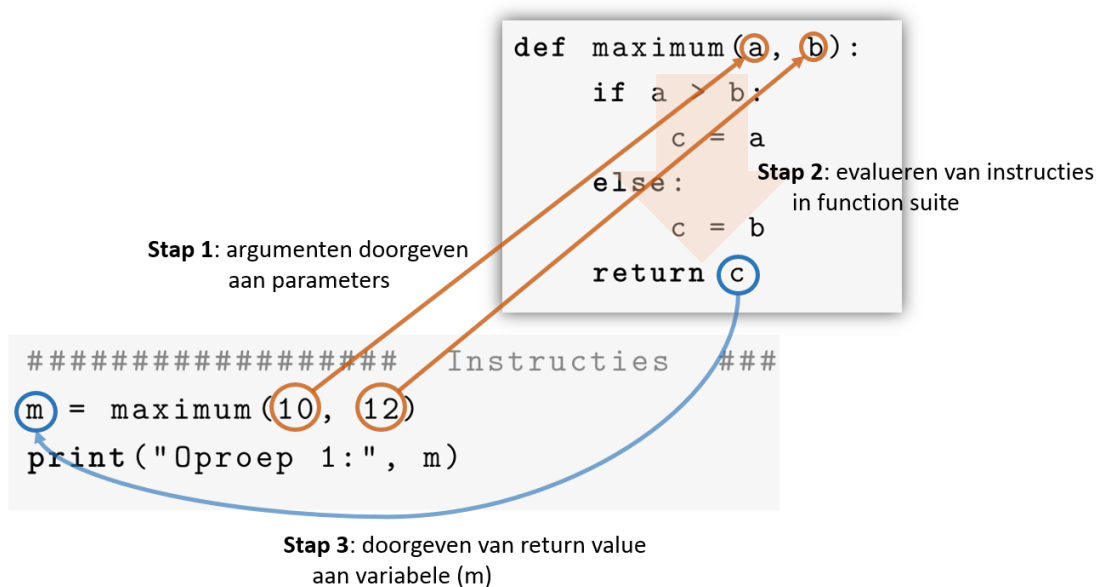 def maximum(a, b):
if a > b:
c = a
else:
c = b
return c
Stap 2: evalueren van instructies
in function suite
Stap 1: argumenten doorgeven
aan parameters
################## Instructies ###
m = maximum(10, 12)
print("Oproep 1:", m)
Stap 3: doorgeven van return value
aan variabele (m)